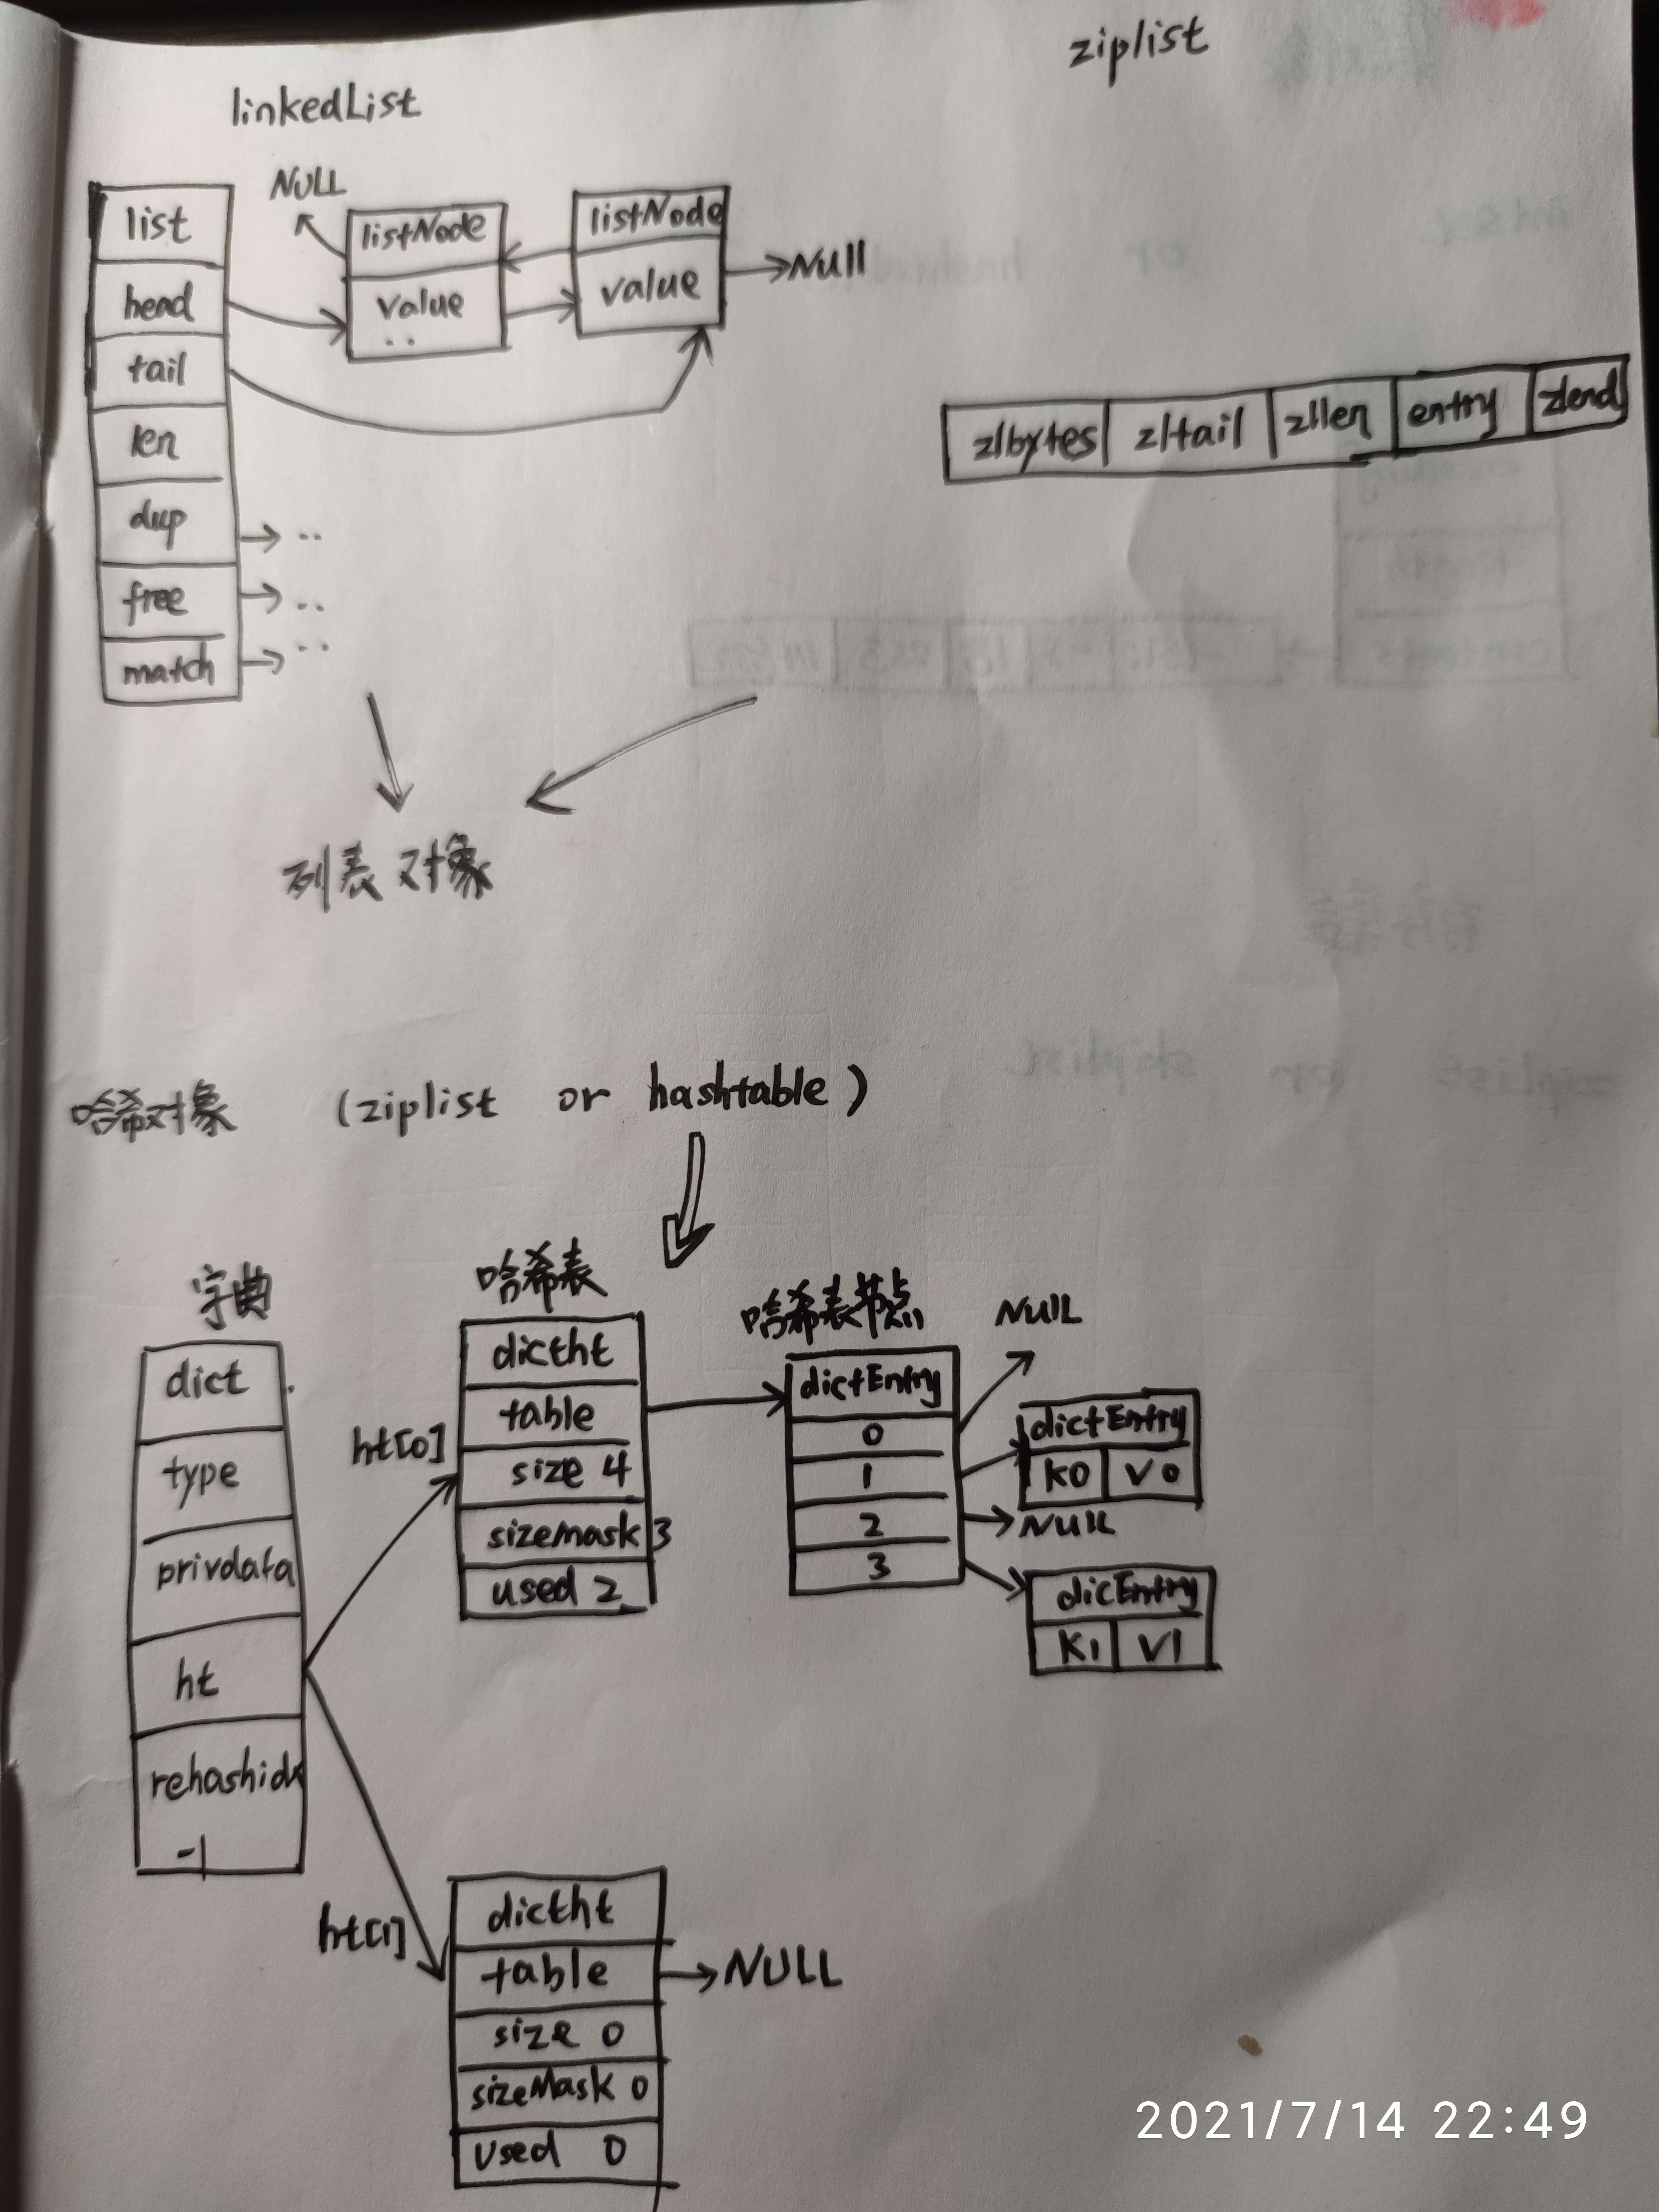 ziplist
linkedList
NULL
list
listNode
listNode
head
value
..
value
Null
tail
len
dup
..
free
..
match
..
zlbytes
zltail
zllen
entry
zlend
列表对象
哈希对象 (ziplist or hashtable)
字典
哈希表
哈希表节点
dict
type
privdata
ht
rehashidx
-1
ht[0]
dictht
table
size 4
sizemask 3
used 2
dictEntry
0
1
2
3
NUll
dictEntry
K0 V0
NUll
dicEntry
K1 V1
ht[1]
dictht
table
NULL
size 0
sizeMask 0
Used 0
2021/7/14 22:49